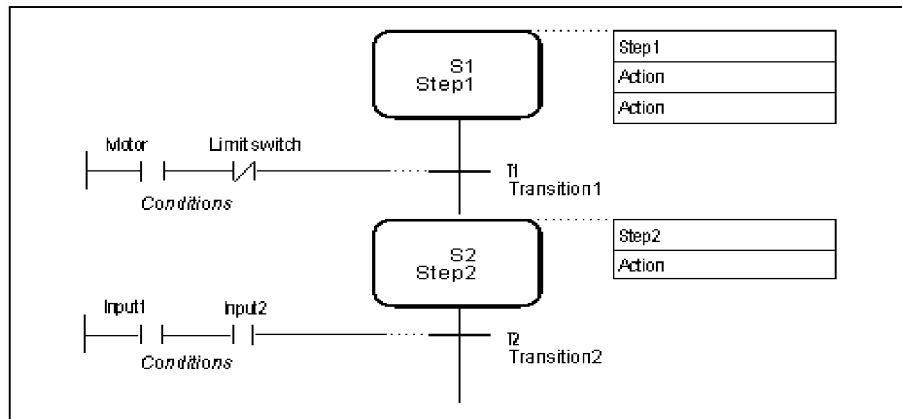 S1
Step1
Step1
Action
Action
Motor
Limit switch
Conditions
T1
Transition1
S2
Step2
Step2
Action
Input1
Input2
Conditions
T2
Transition2